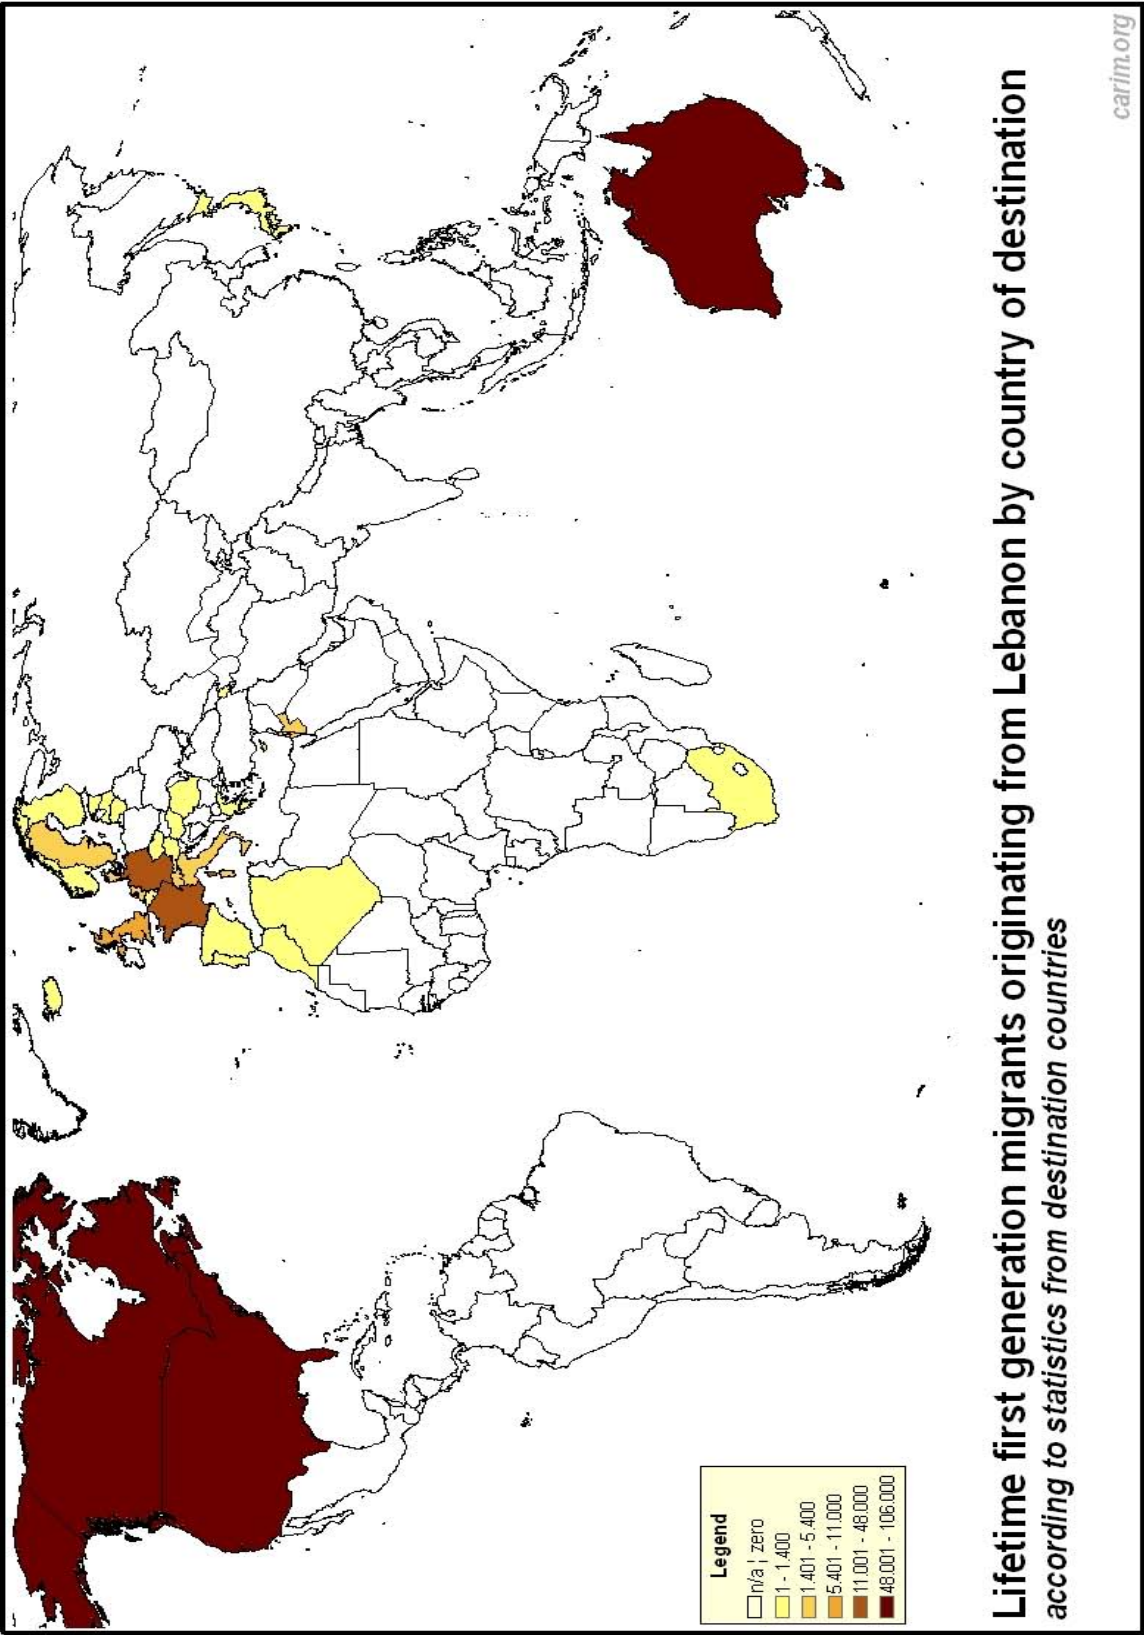 Legend
n/a ¦ zero
1 - 1.400
1.401 - 5.400
5.401 - 11.000
11.001 - 48.000
48.001 - 106.000
Lifetime first generation migrants originating from Lebanon by country of destination
according to statistics from destination countries
carim.org